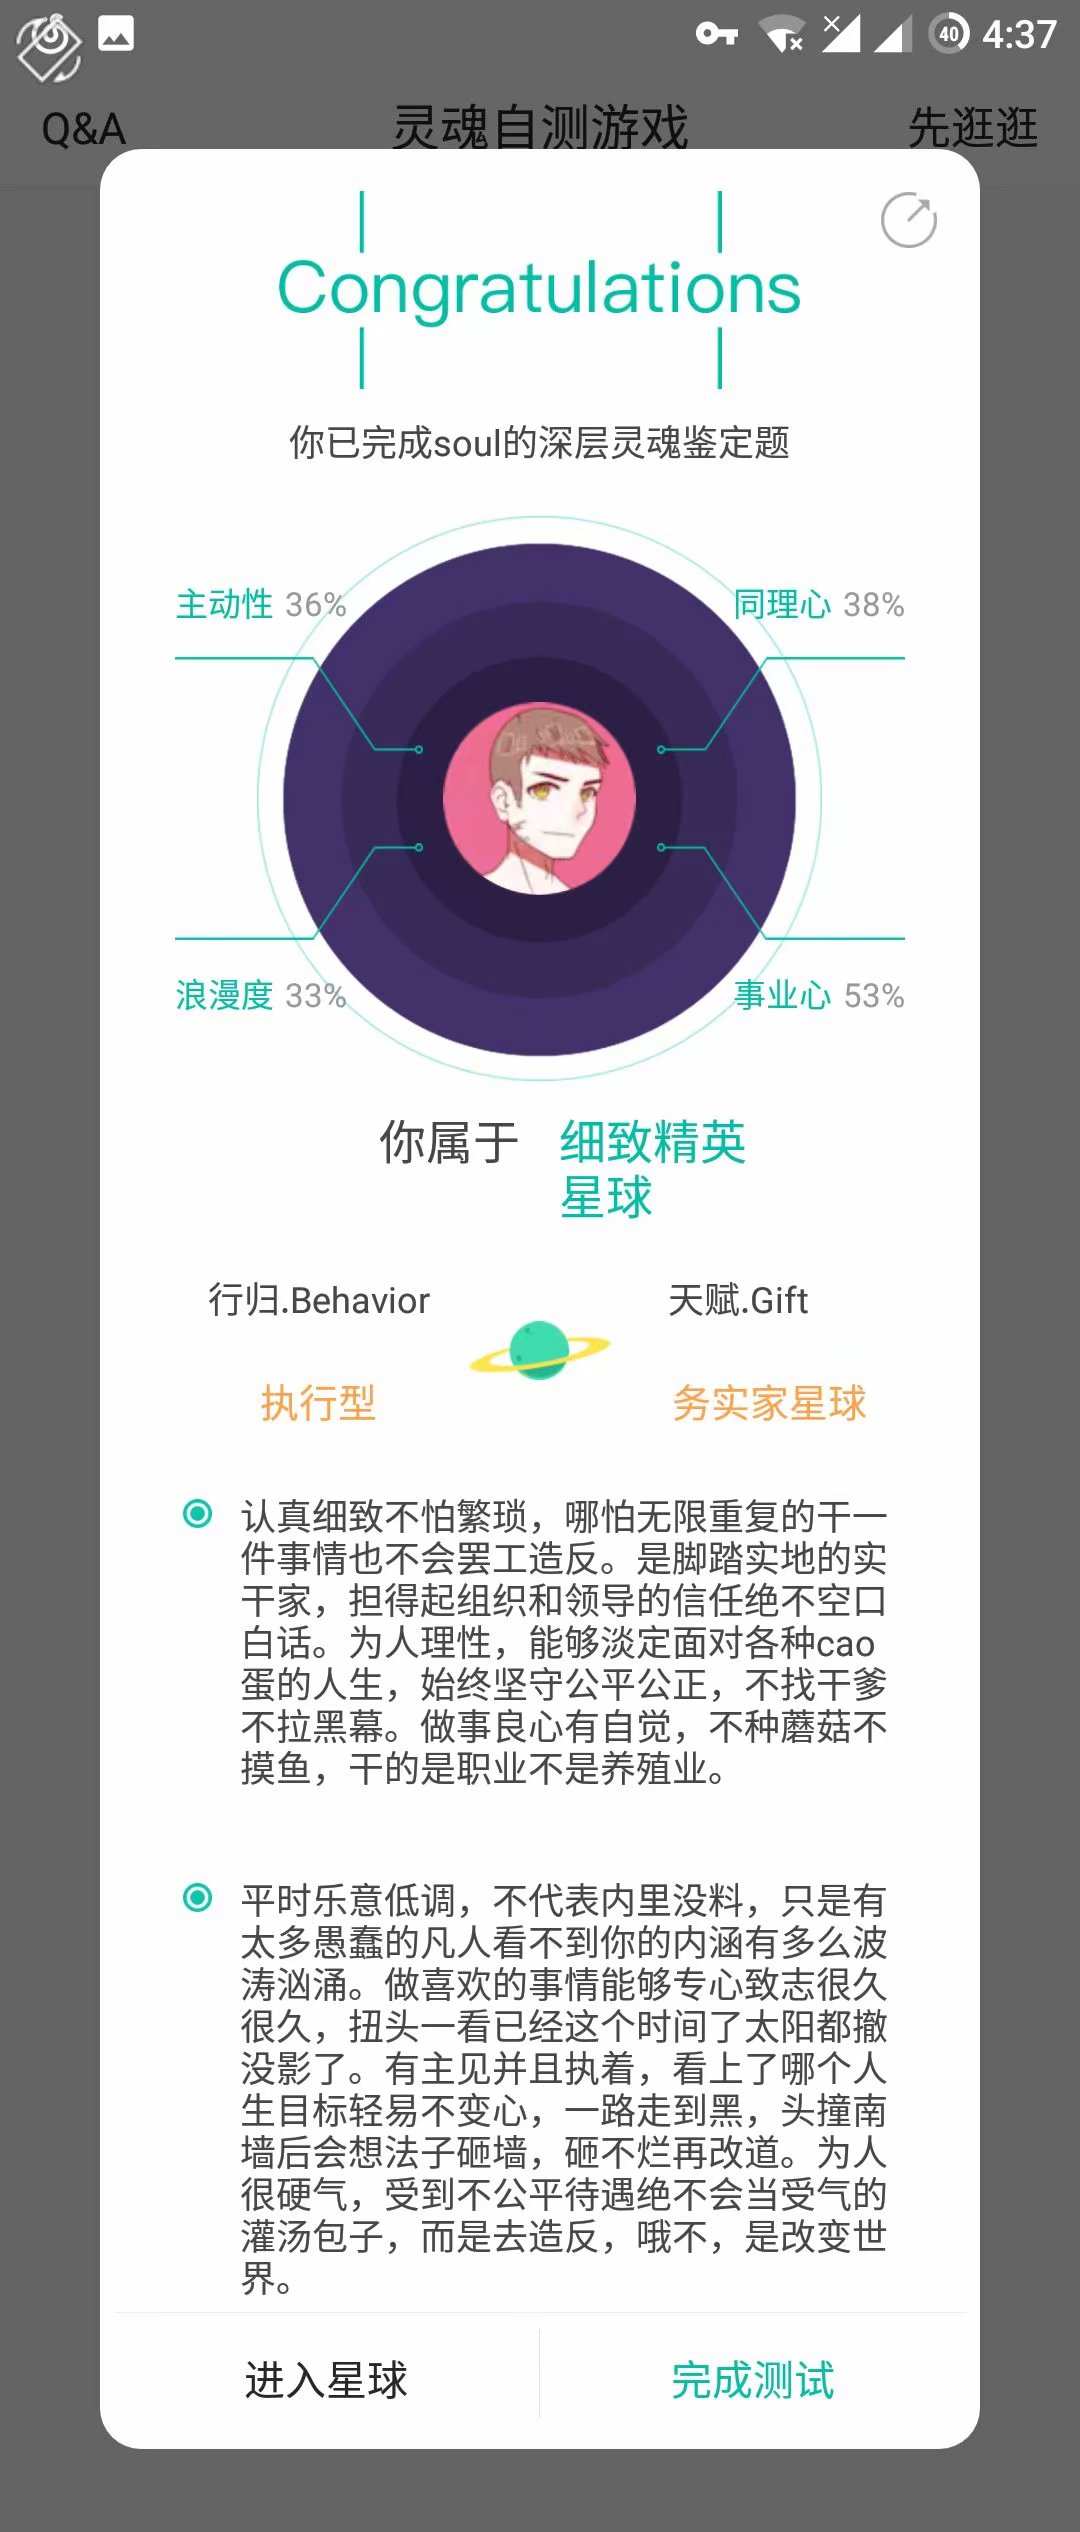 40 4:37
Q&A 灵魂自测游戏 先逛逛
Congratulations
你已完成soul的深层灵魂鉴定题
主动性 36% 同理心 38%
浪漫度 33% 事业心 53%
你属于 细致精英
星球
行归.Behavior 天赋.Gift
执行型 务实家星球
认真细致不怕繁琐，哪怕无限重复的干一
件事情也不会罢工造反。是脚踏实地的实
干家，担得起组织和领导的信任绝不空口
白话。为人理性，能够淡定面对各种cao
蛋的人生，始终坚守公平公正，不找干爹
不拉黑幕。做事良心有自觉，不种蘑菇不
摸鱼，干的是职业不是养殖业。
平时乐意低调，不代表内里没料，只是有
太多愚蠢的凡人看不到你的内涵有多么波
涛汹涌。做喜欢的事情能够专心致志很久
很久，扭头一看已经这个时间了太阳都撤
没影了。有主见并且执着，看上了哪个人
生目标轻易不变心，一路走到黑，头撞南
墙后会想法子砸墙，砸不烂再改道。为人
很硬气，受到不公平待遇绝不会当受气的
灌汤包子，而是去造反，哦不，是改变世
界。
进入星球 完成测试